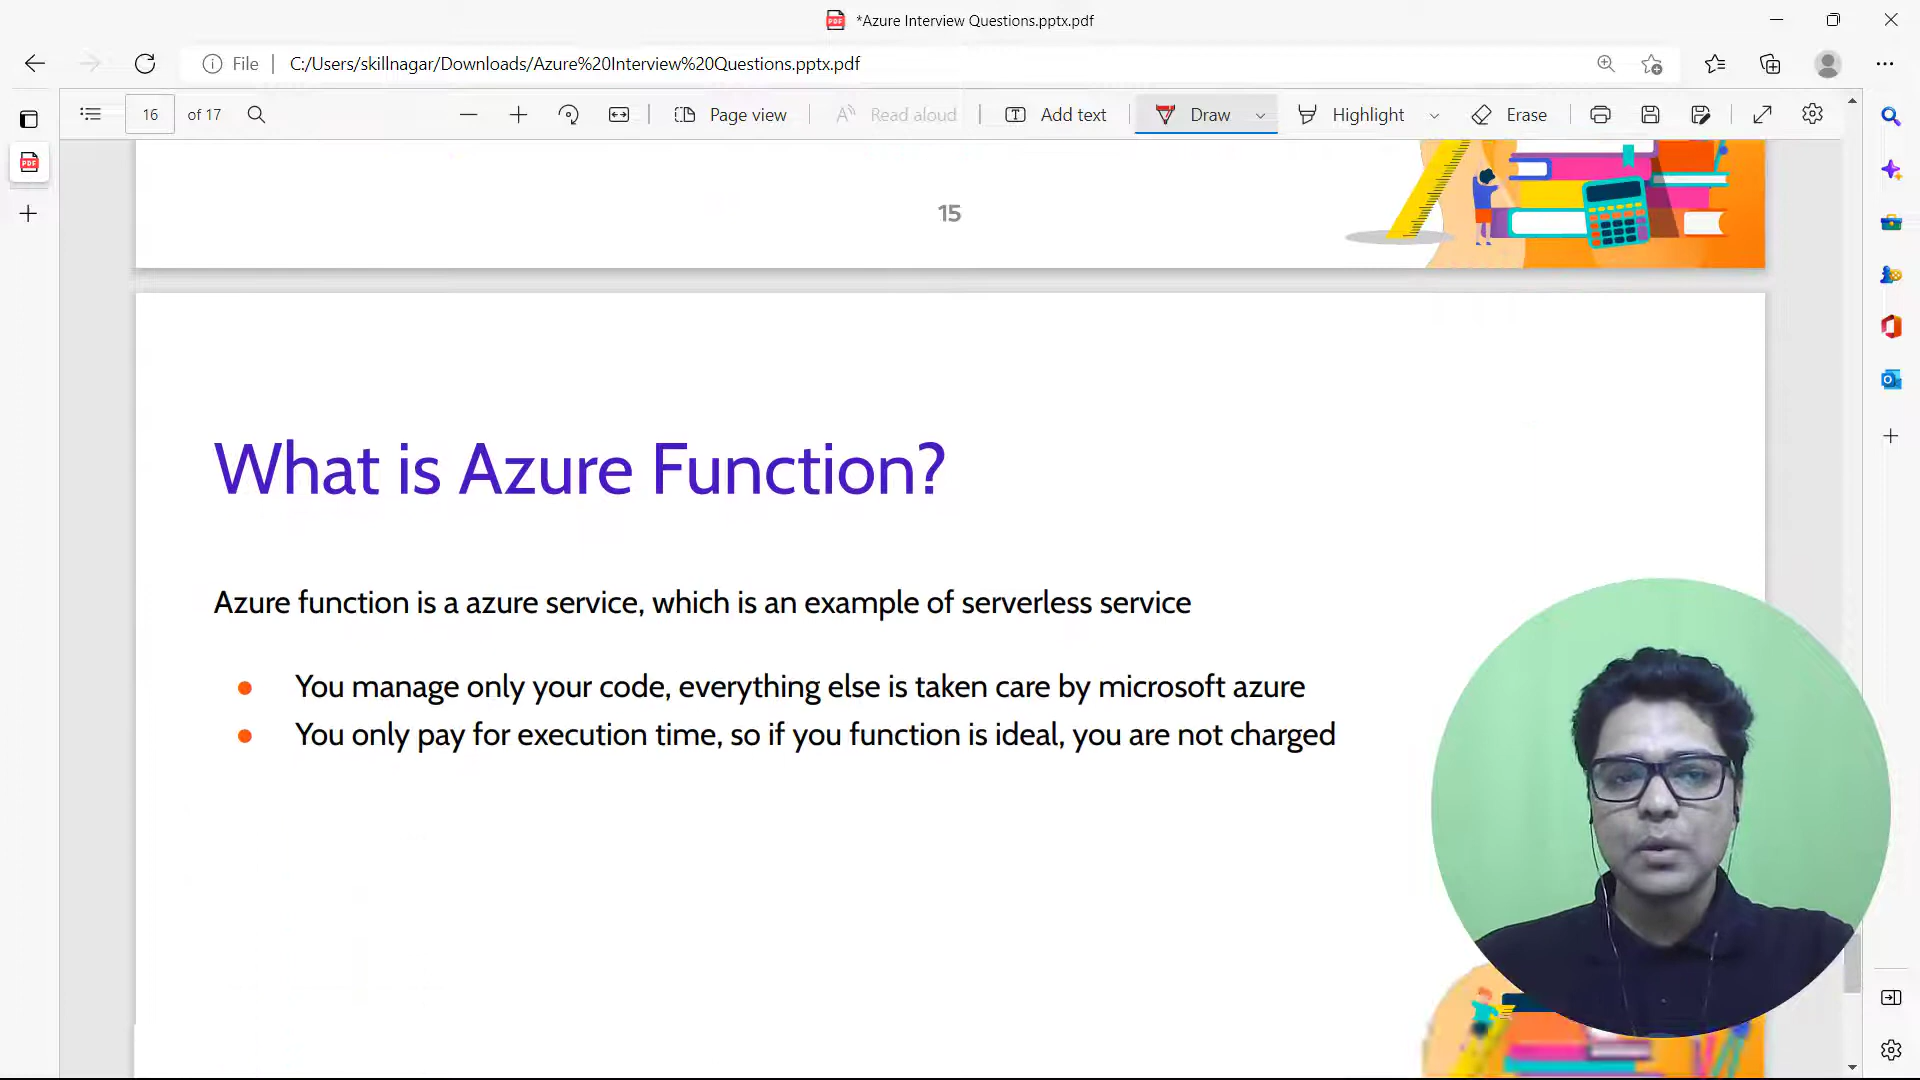 *Azure Interview Questions.pptx.pdf
File
C:/Users/skillnagar/Downloads/Azure%20Interview%20Questions.pptx.pdf
16 of 17
Page view
Read aloud
Add text
Draw
Highlight
Erase
15
What is Azure Function?
Azure function is a azure service, which is an example of serverless service
You manage only your code, everything else is taken care by microsoft azure
You only pay for execution time, so if you function is ideal, you are not charged